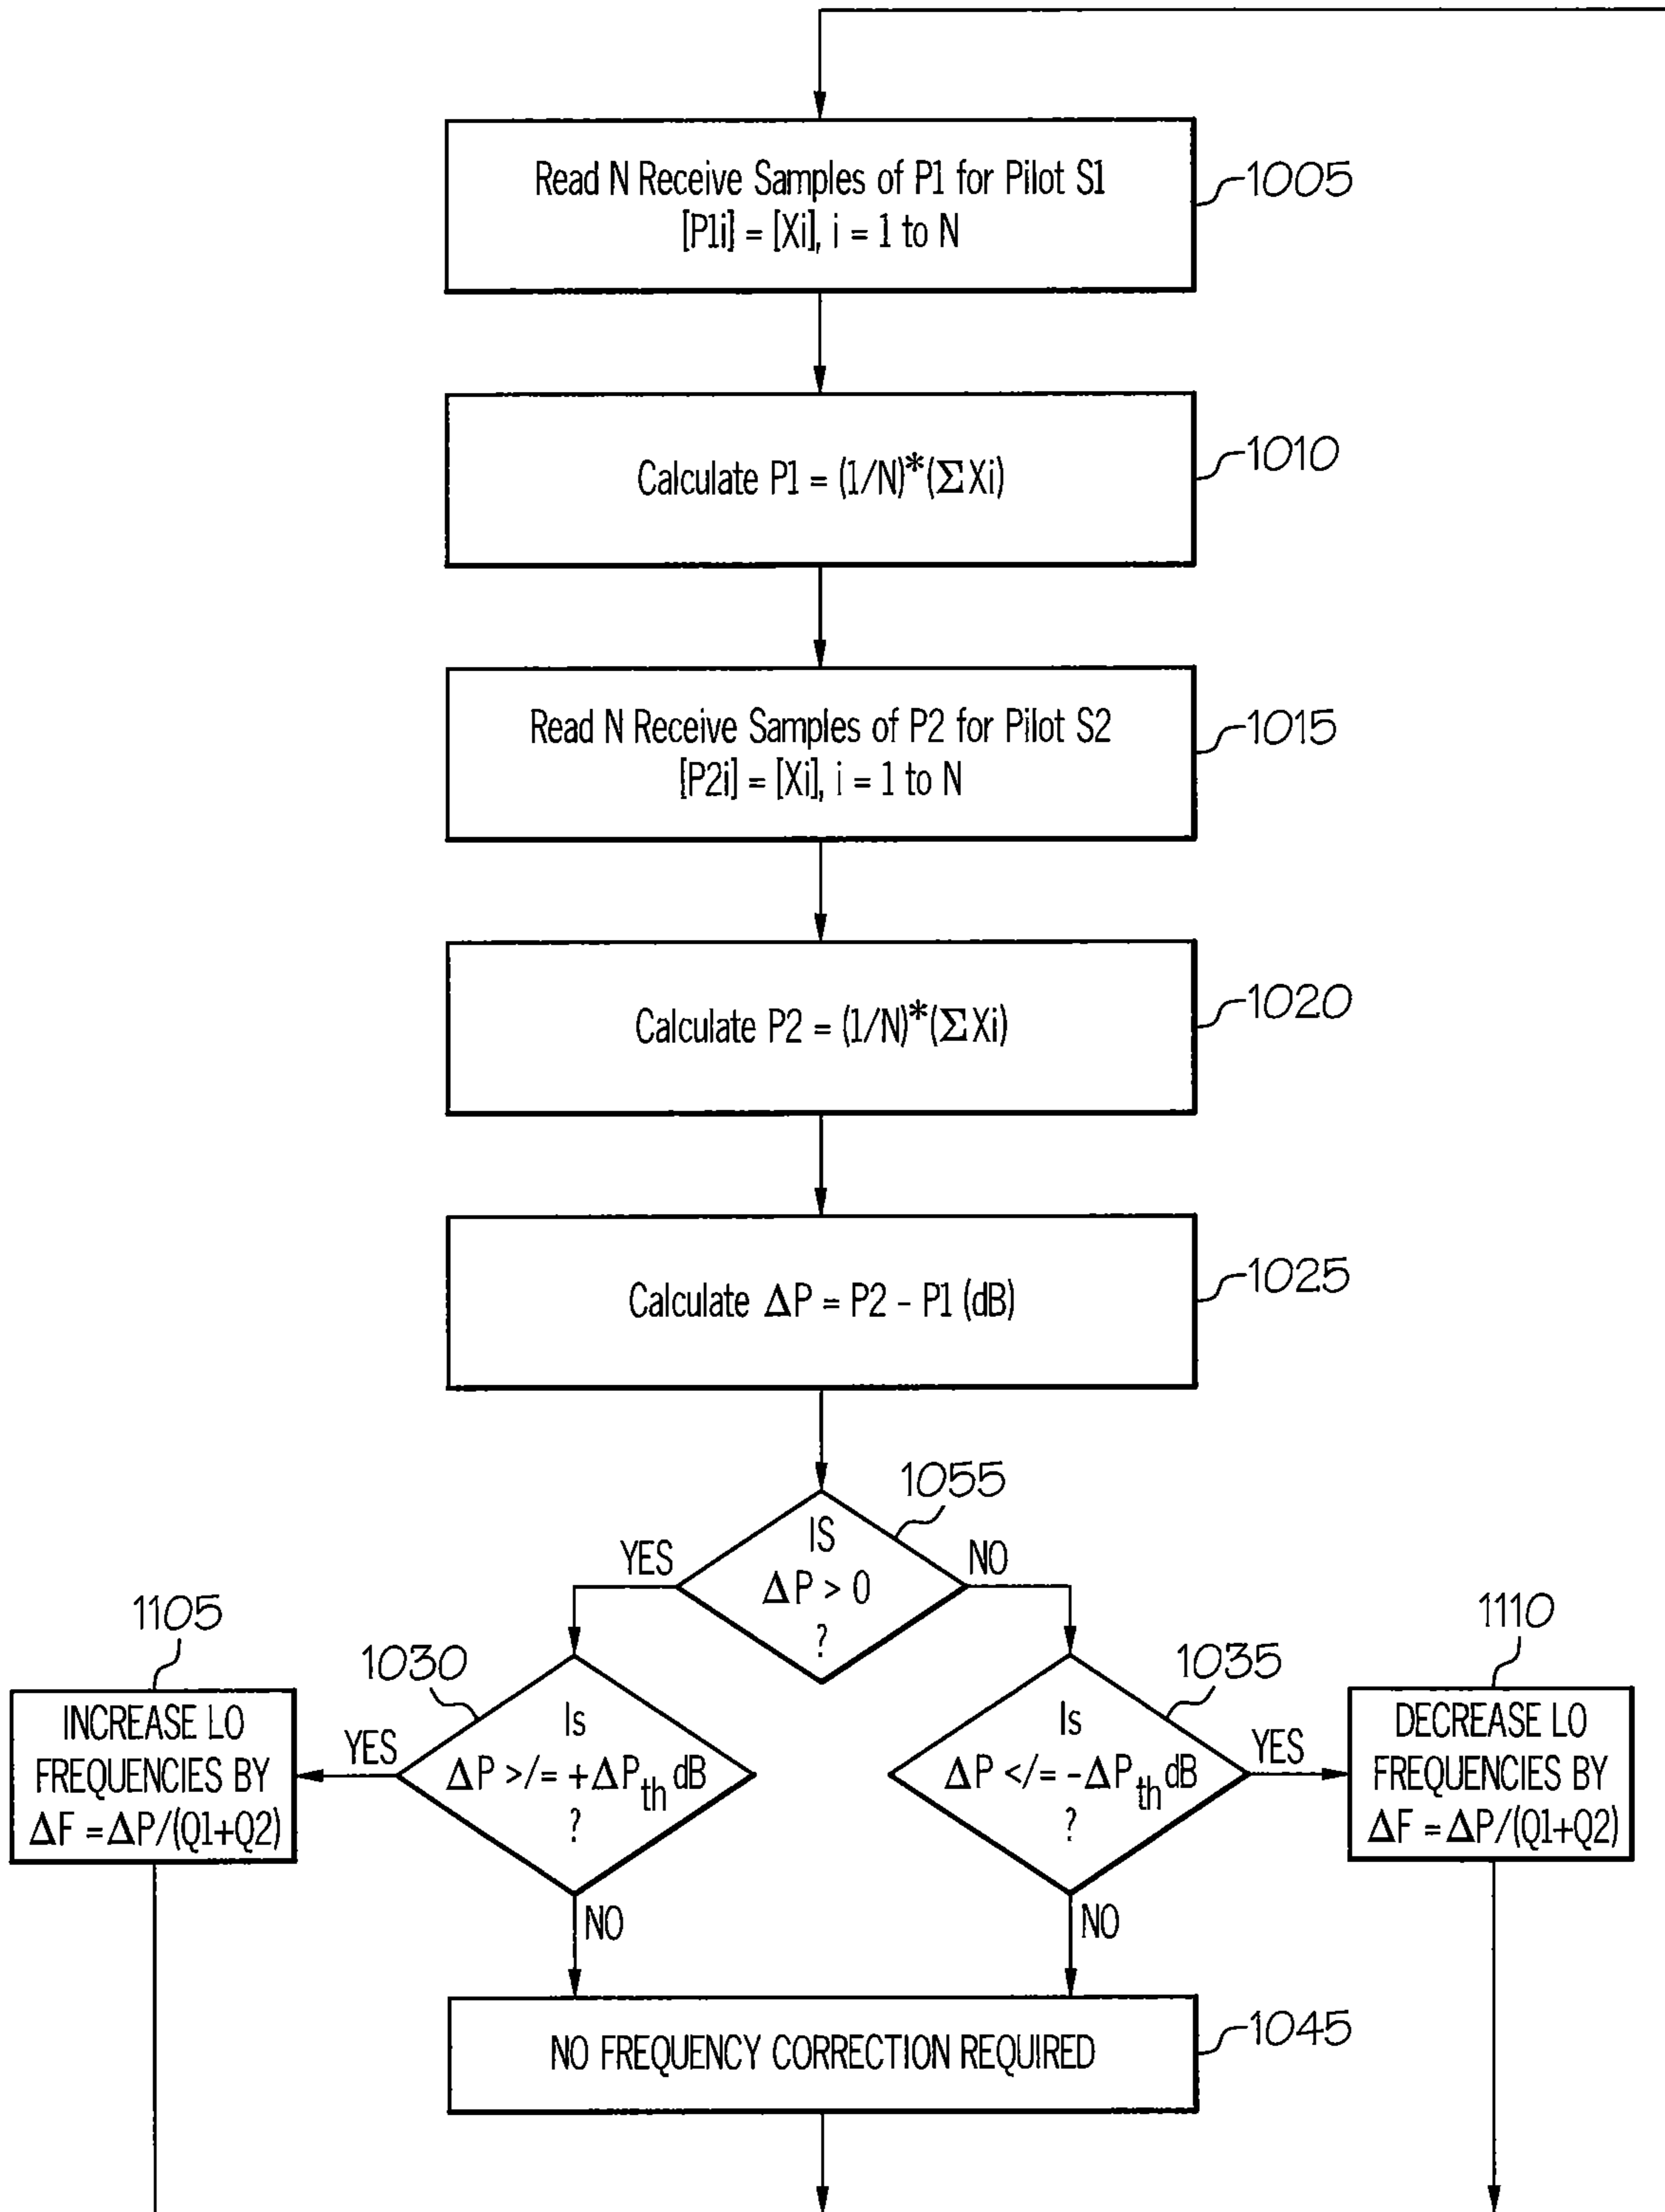 Read N Receive Samples of P1 for Pilot S1
[P1i] = [Xi], i = 1 to N
1005
Calculate P1 = (1/N)*(ΣXi)
1010
Read N Receive Samples of P2 for Pilot S2
[P2i] = [Xi], i = 1 to N
1015
Calculate P2 = (1/N)*(ΣXi)
1020
Calculate ΔP = P2 - P1 (dB)
1025
1055
IS
ΔP > 0
?
YES
NO
1105
INCREASE LO
FREQUENCIES BY
ΔF = ΔP/(Q1+Q2)
YES
1030
Is
ΔP >/= +ΔPth dB
?
NO
1035
Is
ΔP </= -ΔPth dB
?
NO
YES
1110
DECREASE LO
FREQUENCIES BY
ΔF = ΔP/(Q1+Q2)
NO FREQUENCY CORRECTION REQUIRED
1045